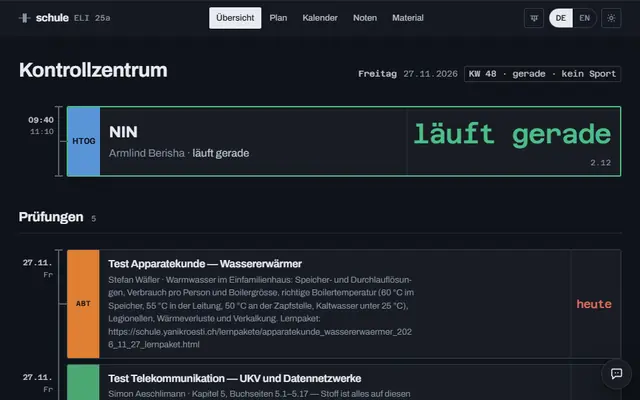 schule ELI 25a
Übersicht Plan Kalender Noten Material
DE EN
Kontrollzentrum
Freitag 27.11.2026 KW 48 · gerade · kein Sport
09:40
11:10
HTOG
NIN
Armlind Berisha · läuft gerade
läuft gerade
2.12
Prüfungen 5
27.11.
Fr
ABT
Test Apparatekunde — Wassererwärmer
Stefan Wäfler · Warmwasser im Einfamilienhaus: Speicher- und Durchlauflösun-
gen, Verbrauch pro Person und Boilergrösse, richtige Boilertemperatur (60 °C im
Speicher, 55 °C in der Leitung, 50 °C an der Zapfstelle, Kaltwasser unter 25 °C),
Legionellen, Wärmeverluste und Verkalkung. Lernpaket:
https://schule.yanikroesti.ch/lernpakete/apparatekunde_wassererwaermer_202
6_11_27_lernpaket.html
heute
27.11.
Fr
Test Telekommunikation — UKV und Datennetzwerke
Simon Aeschlimann · Kapitel 5, Buchseiten 5.1–5.17 — Stoff ist alles auf diesen